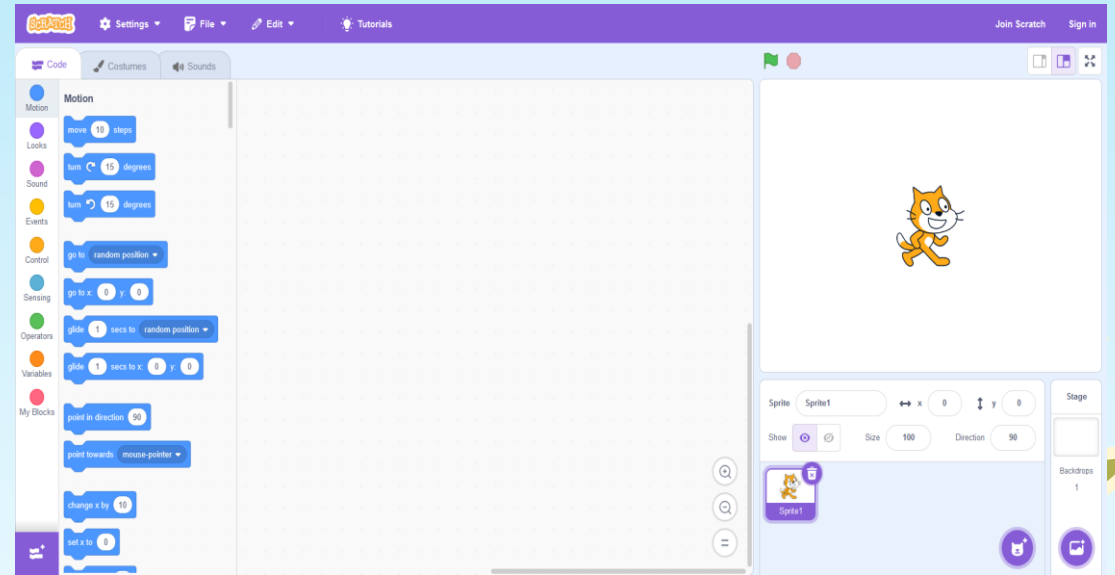 SCRATCH Settings File Edit Tutorials Join Scratch Sign in
Code Costumes Sounds
Motion
Looks
Sound
Events
Control
Sensing
Operators
Variables
My Blocks
Motion
move 10 steps
turn 15 degrees
turn 15 degrees
go to random position
go to x: 0 y: 0
glide 1 secs to random position
glide 1 secs to x: 0 y: 0
point in direction 90
point towards mouse-pointer
change x by 10
set x to 0
Sprite Sprite1 x 0 y 0
Show Size 100 Direction 90
Sprite1
Stage
Backdrops
1